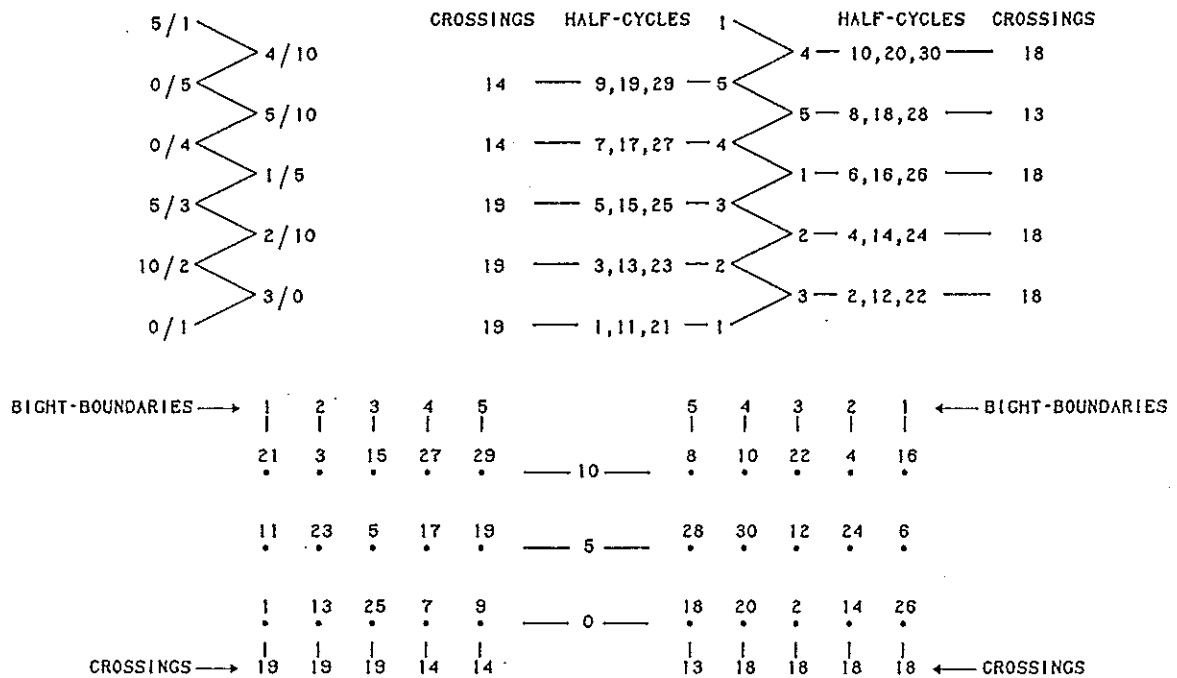 5/1 CROSSINGS HALF-CYCLES 1 HALF-CYCLES CROSSINGS
4/10 4 10,20,30 18
0/5 14 9,19,29 5
5/10 5 8,18,28 13
0/4 14 7,17,27 4
1/5 1 6,16,26 18
5/3 19 5,15,25 3
2/10 2 4,14,24 18
10/2 19 3,13,23 2
3/0 3 2,12,22 18
0/1 19 1,11,21 1
BIGHT-BOUNDARIES 1 2 3 4 5 5 4 3 2 1 BIGHT-BOUNDARIES
21 3 15 27 29 10 8 10 22 4 16
11 23 5 17 19 5 28 30 12 24 6
1 13 25 7 9 0 18 20 2 14 26
CROSSINGS 19 19 19 14 14 13 18 18 18 18 CROSSINGS